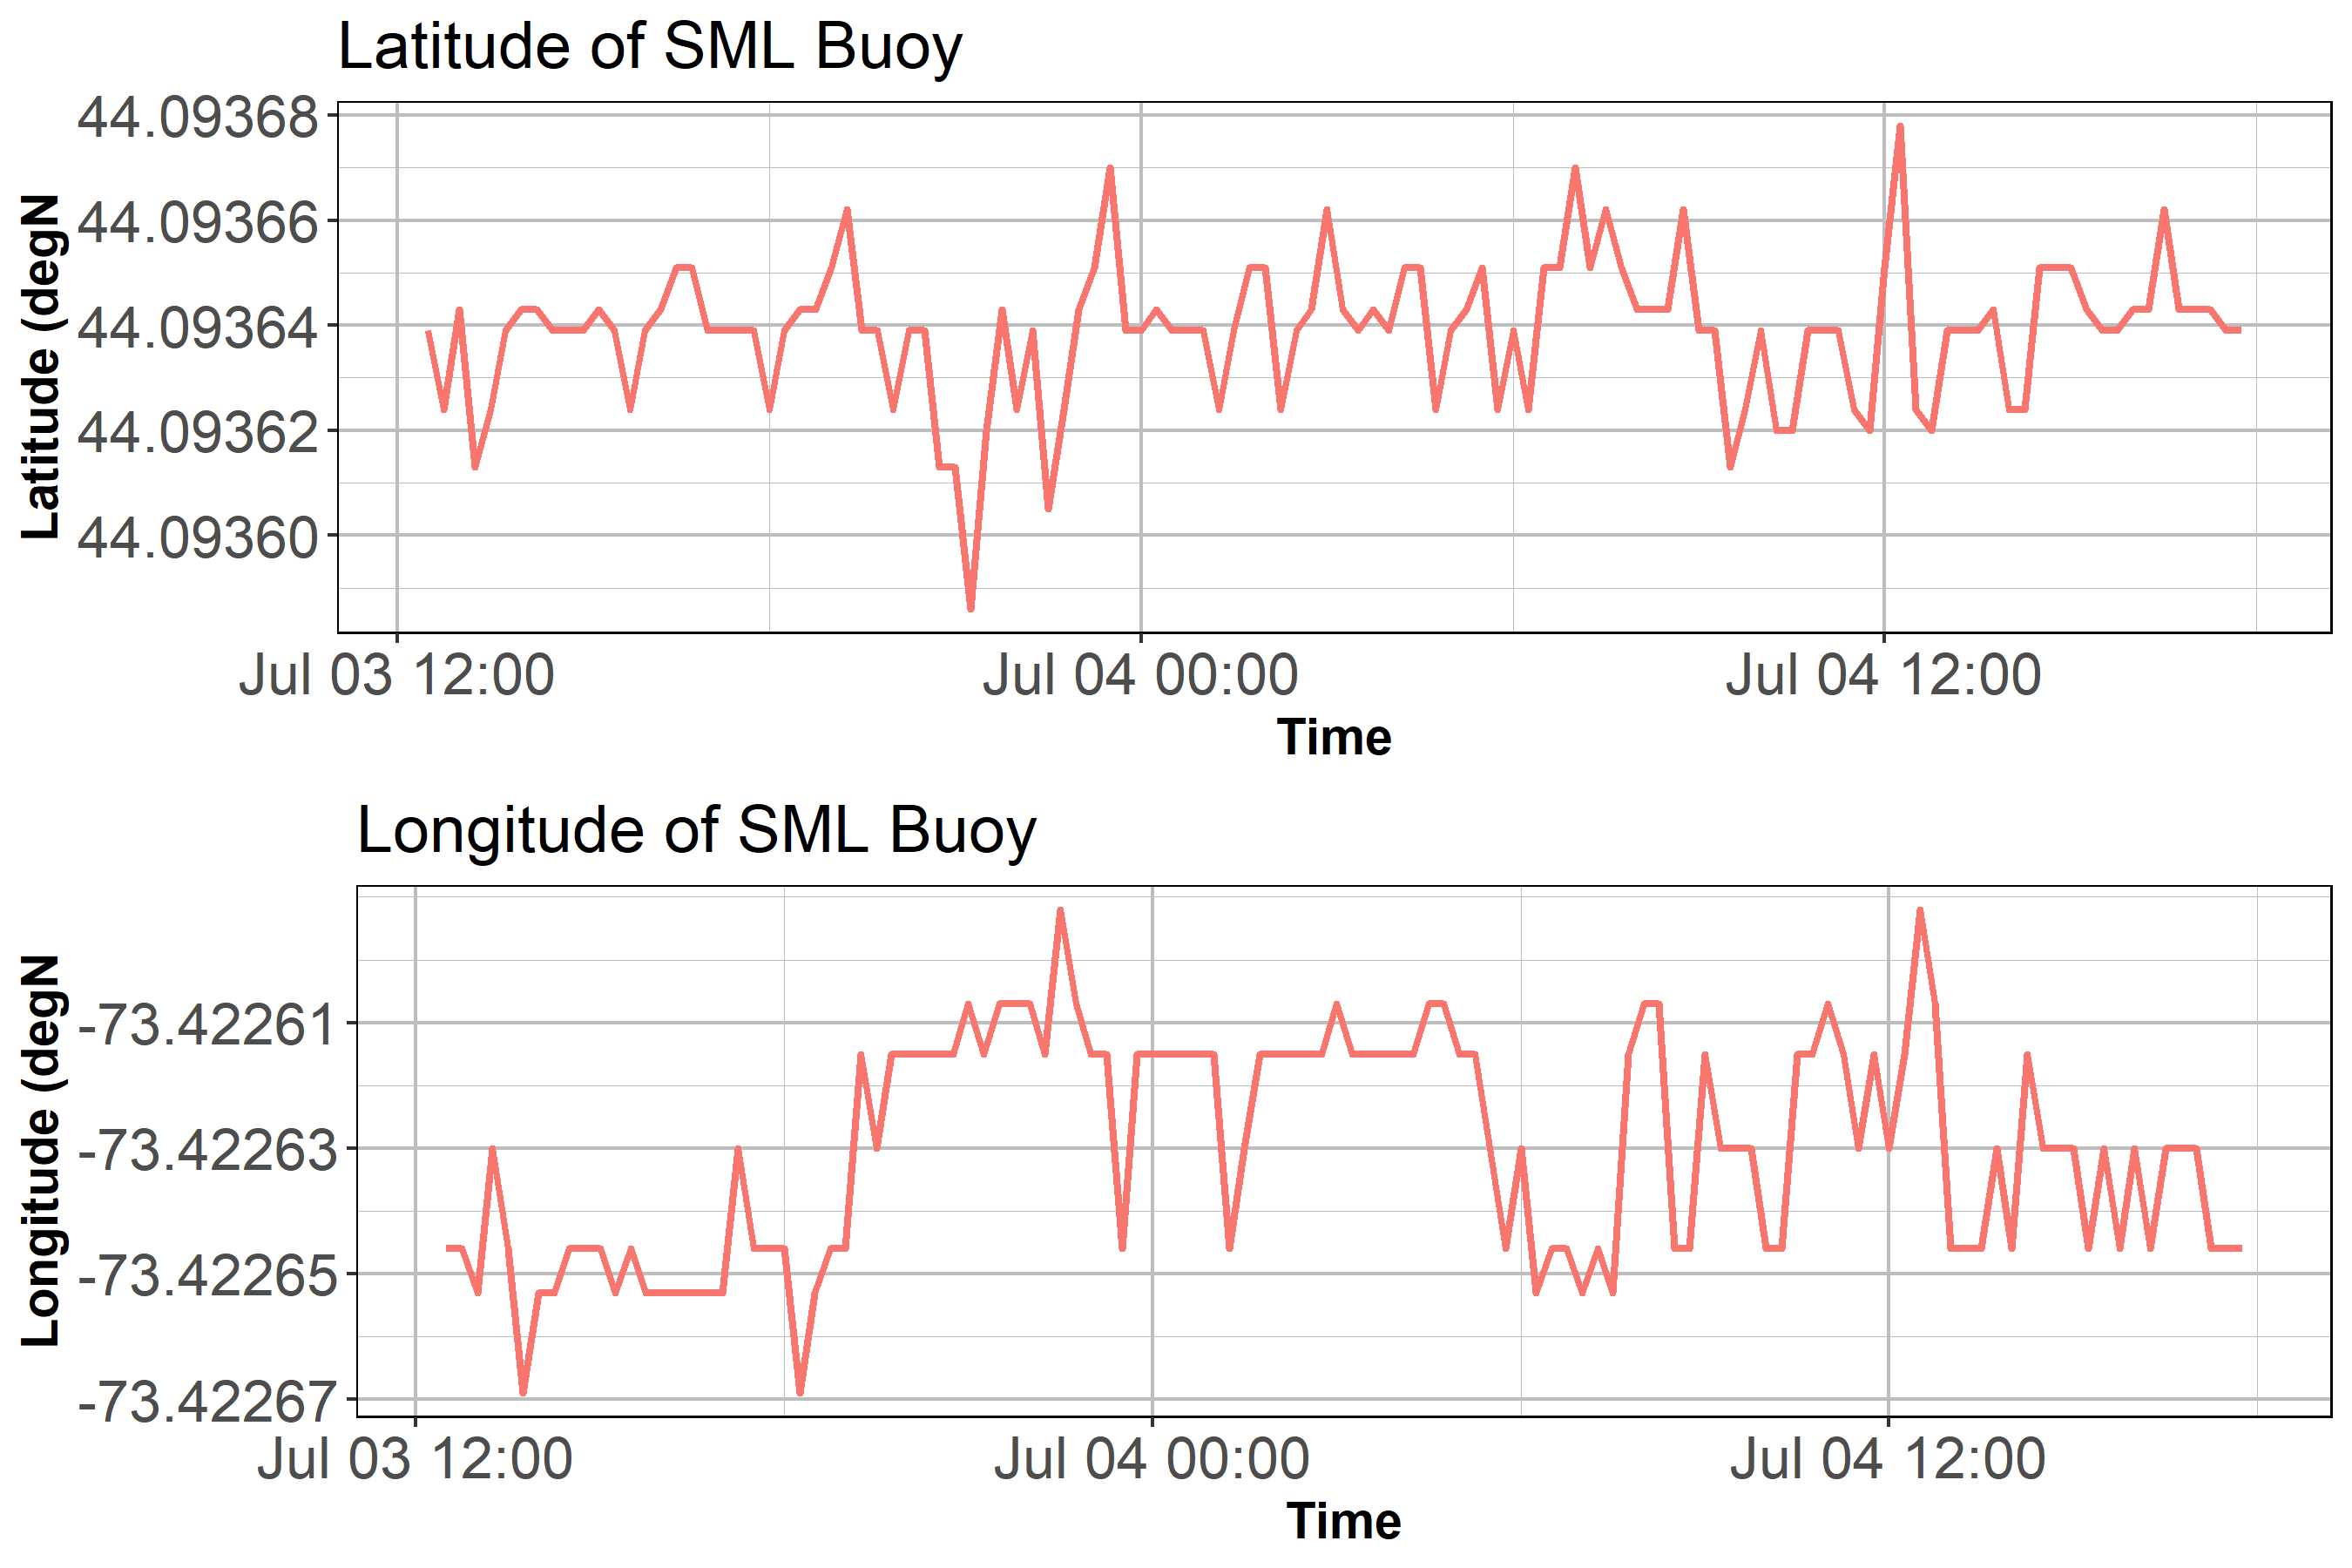 Latitude of SML Buoy
Latitude (degN
44.09368
44.09366
44.09364
44.09362
44.09360
Jul 03 12:00 Jul 04 00:00 Jul 04 12:00
Time
Longitude of SML Buoy
Longitude (degN
-73.42261
-73.42263
-73.42265
-73.42267
Jul 03 12:00 Jul 04 00:00 Jul 04 12:00
Time